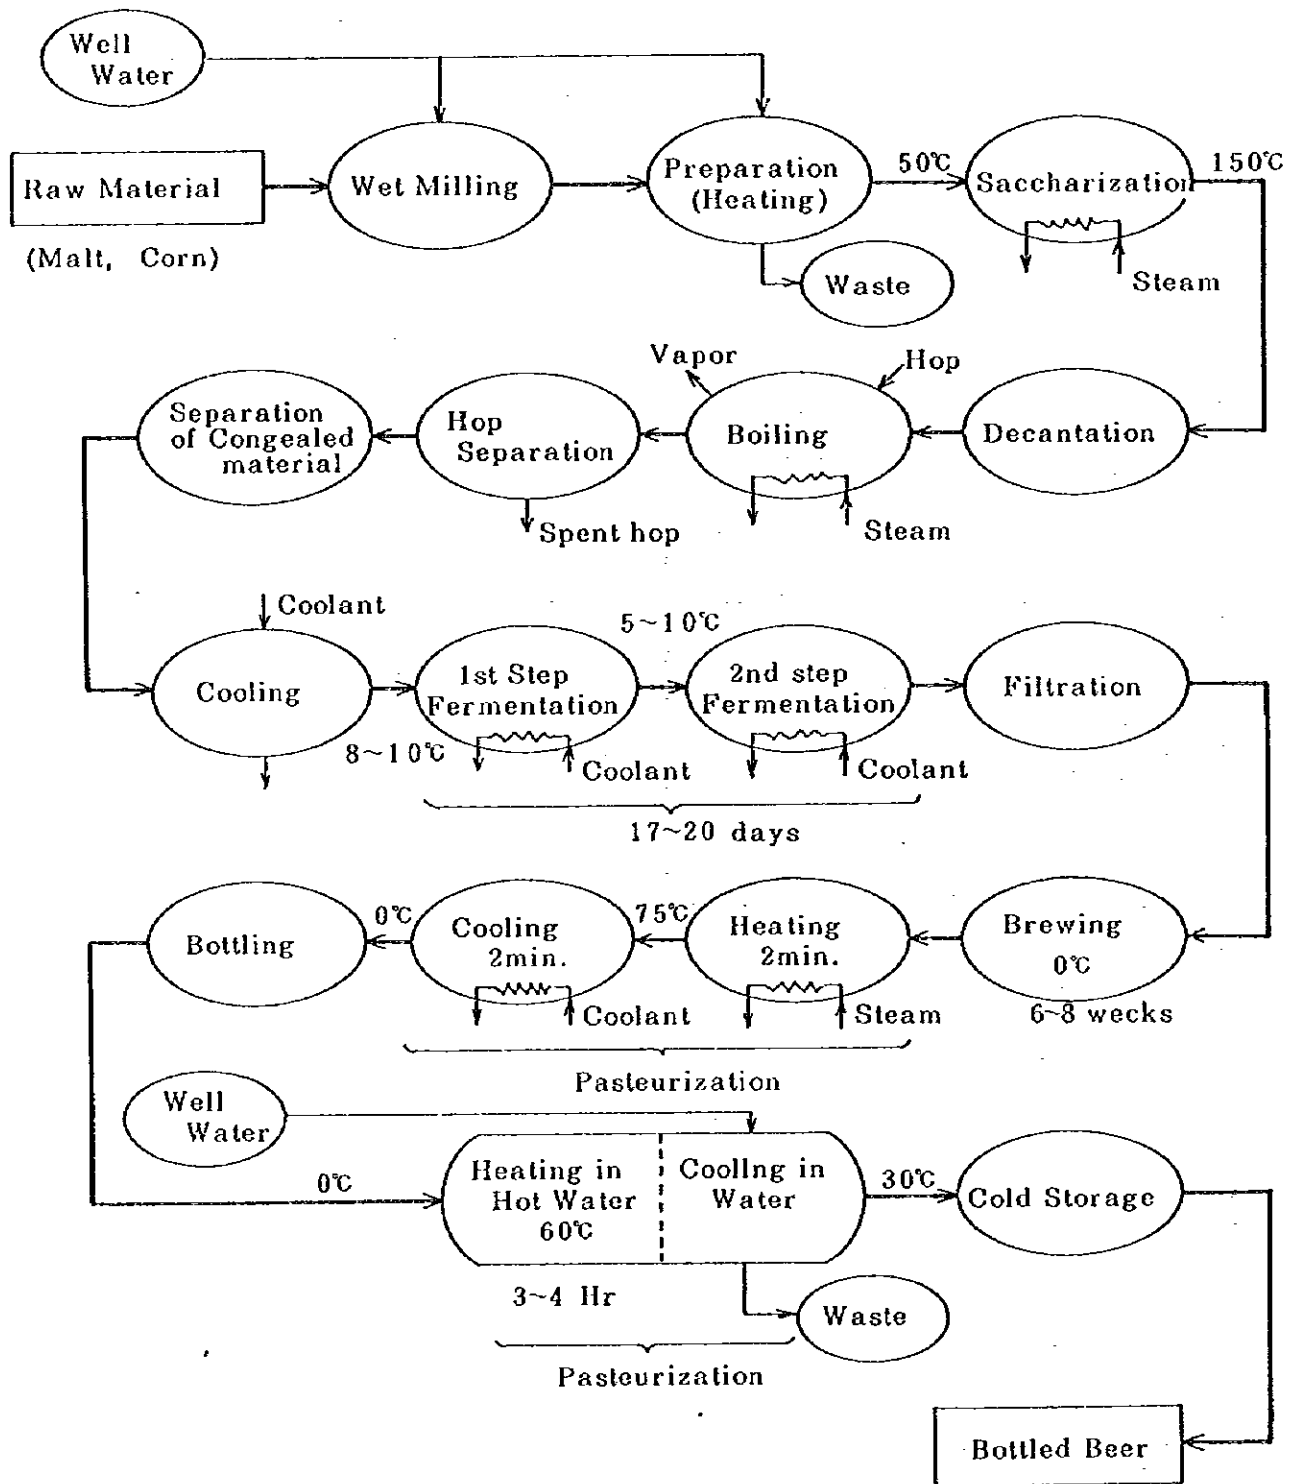 Well
Water
Raw Material
(Malt, Corn)
Wet Milling
Preparation
(Heating)
50℃
Saccharization
150℃
Waste
Steam
Vapor
Hop
Separation
of Congealed
material
Hop
Separation
Boiling
Decantation
Spent hop
Steam
Coolant
5~10℃
Cooling
1st Step
Fermentation
2nd step
Fermentation
Filtration
8~10℃
Coolant
Coolant
17~20 days
Bottling
0℃
Cooling
2min.
75℃
Heating
2min.
Brewing
0℃
6~8 wecks
Coolant
Steam
Pasteurization
Well
Water
0℃
Heating in
Hot Water
60℃
Coollng in
Water
30℃
Cold Storage
3~4 Hr
Waste
Pasteurization
Bottled Beer